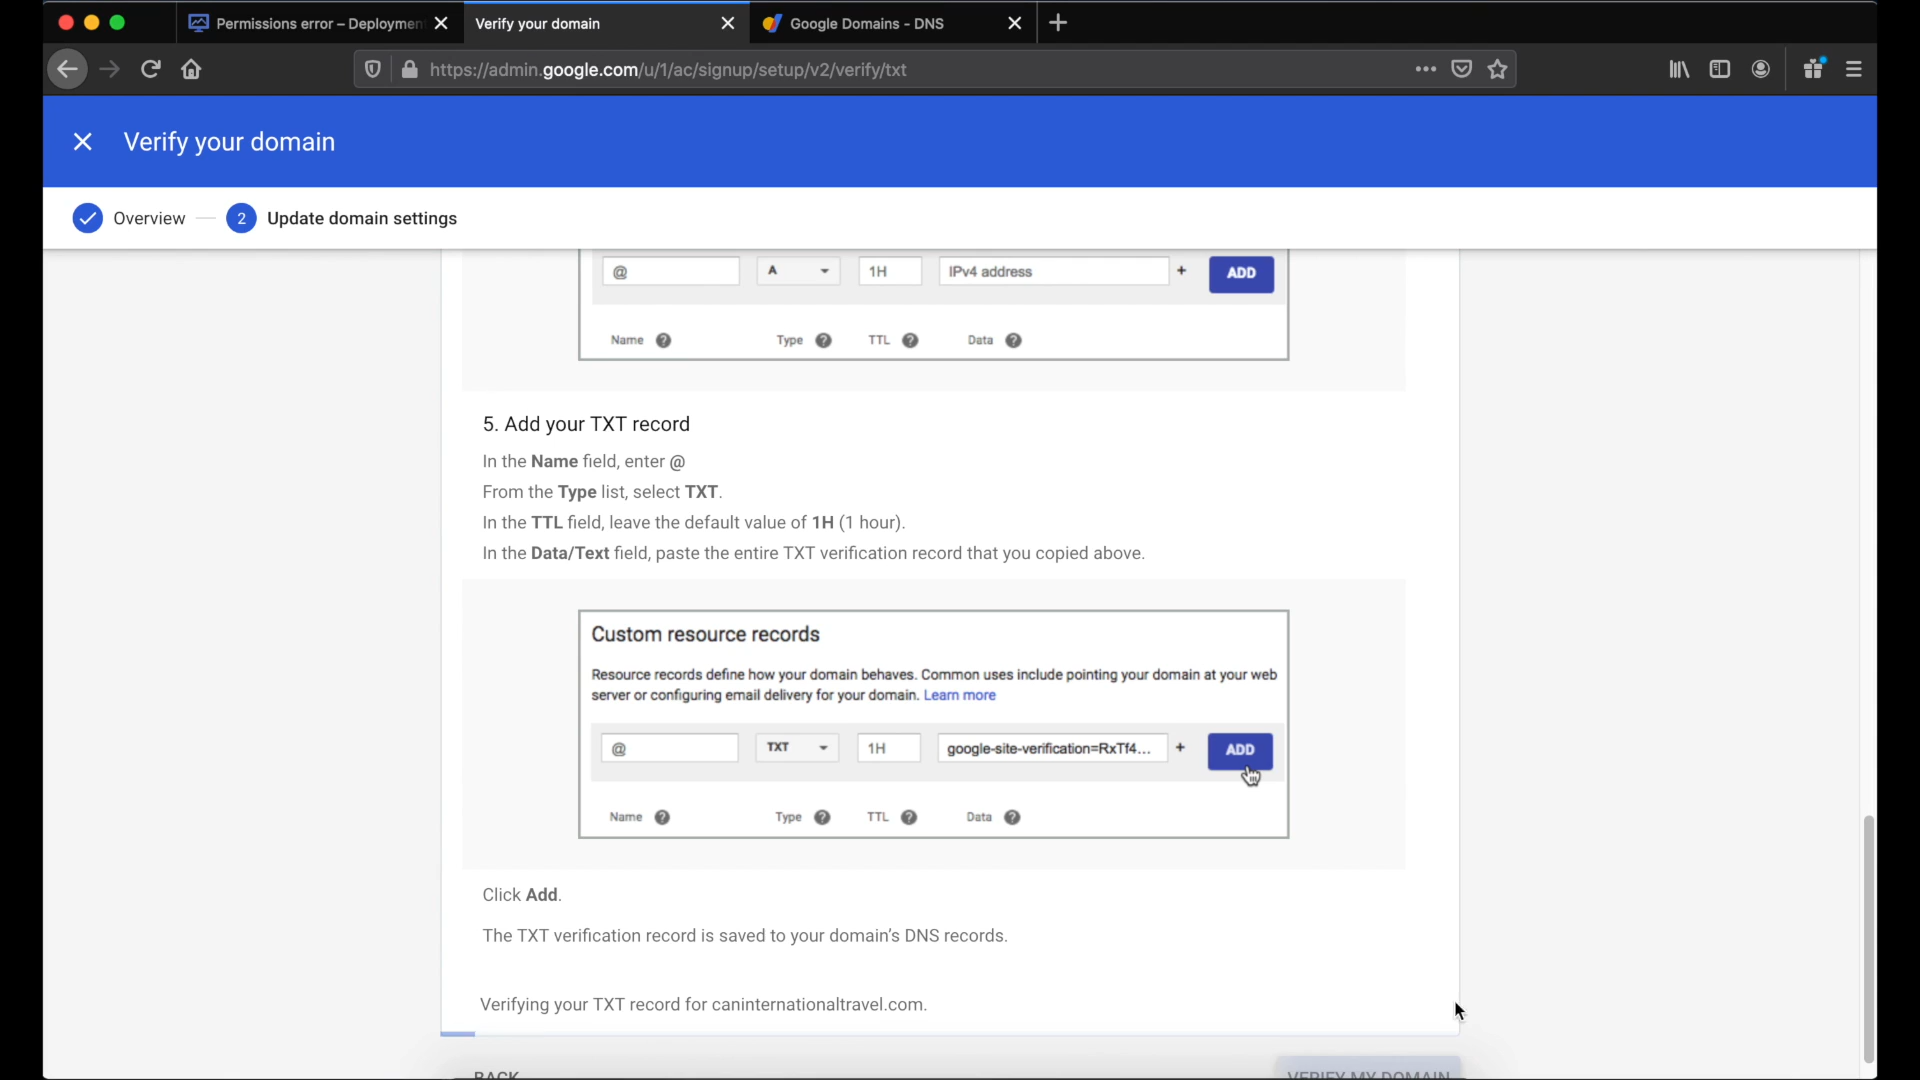 Permissions error – Deploymen
Verify your domain
Google Domains - DNS
https://admin.google.com/u/1/ac/signup/setup/v2/verify/txt
Verify your domain
Overview
2 Update domain settings
@ A 1H IPv4 address + ADD
Name ? Type ? TTL ? Data ?
5. Add your TXT record
In the Name field, enter @
From the Type list, select TXT.
In the TTL field, leave the default value of 1H (1 hour).
In the Data/Text field, paste the entire TXT verification record that you copied above.
Custom resource records
Resource records define how your domain behaves. Common uses include pointing your domain at your web
server or configuring email delivery for your domain. Learn more
@ TXT 1H google-site-verification=RxTf4... + ADD
Name ? Type ? TTL ? Data ?
Click Add.
The TXT verification record is saved to your domain’s DNS records.
Verifying your TXT record for caninternationaltravel.com.
BACK
VERIFY MY DOMAIN